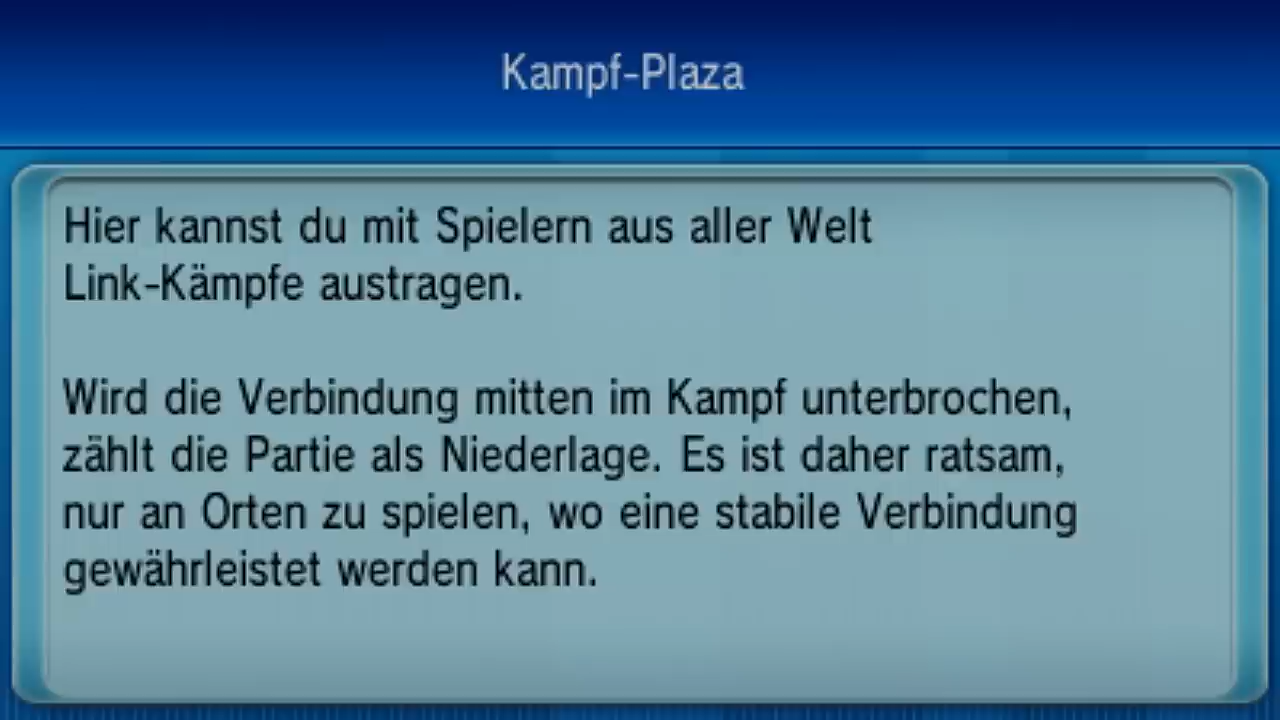 Kampf-Plaza
Hier kannst du mit Spielern aus aller Welt
Link-Kämpfe austragen.
Wird die Verbindung mitten im Kampf unterbrochen,
zählt die Partie als Niederlage. Es ist daher ratsam,
nur an Orten zu spielen, wo eine stabile Verbindung
gewährleistet werden kann.